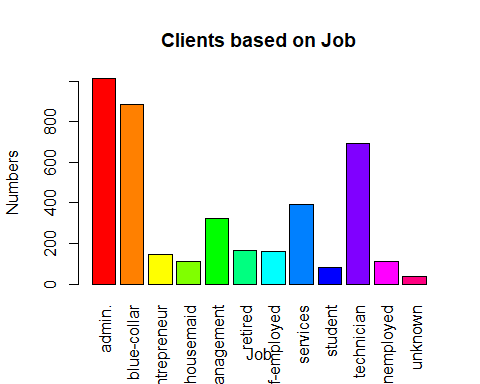 Clients based on Job
Numbers
800
600
400
200
0
admin.
blue-collar
ntrepreneur
housemaid
anagement
retired
f-employed
services
student
technician
nemployed
unknown
Job